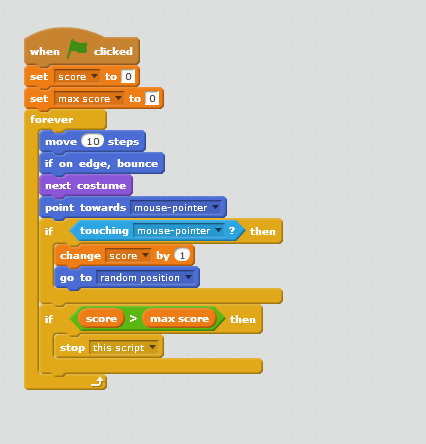 when clicked
set score to 0
set max score to 0
forever
move 10 steps
if on edge, bounce
next costume
point towards mouse-pointer
if touching mouse-pointer ? then
change score by 1
go to random position
if score > max score then
stop this script